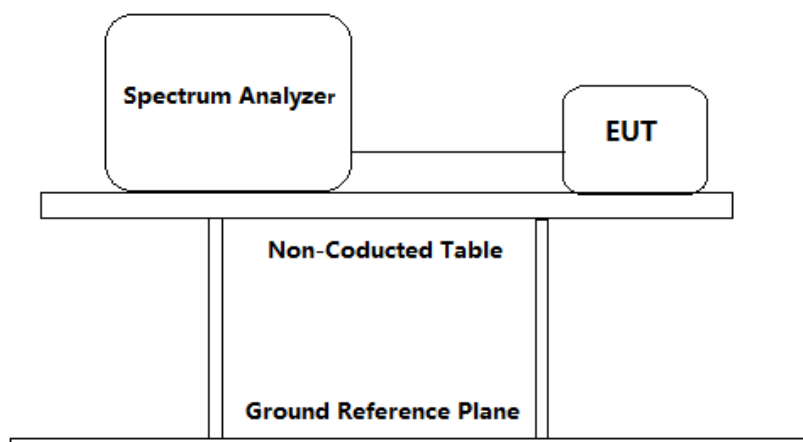 Spectrum Analyzer
EUT
Non-Coducted Table
Ground Reference Plane